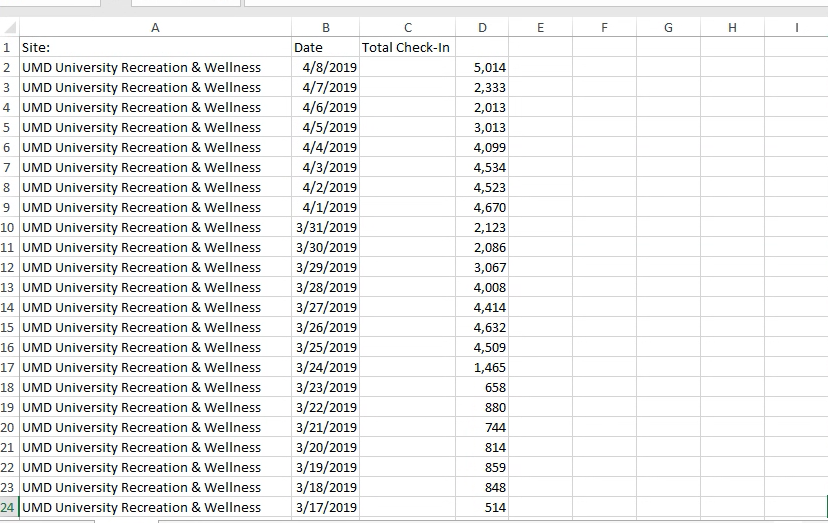 A B C D E F G H I
1 Site: Date Total Check-In
2 UMD University Recreation & Wellness 4/8/2019 5,014
3 UMD University Recreation & Wellness 4/7/2019 2,333
4 UMD University Recreation & Wellness 4/6/2019 2,013
5 UMD University Recreation & Wellness 4/5/2019 3,013
6 UMD University Recreation & Wellness 4/4/2019 4,099
7 UMD University Recreation & Wellness 4/3/2019 4,534
8 UMD University Recreation & Wellness 4/2/2019 4,523
9 UMD University Recreation & Wellness 4/1/2019 4,670
10 UMD University Recreation & Wellness 3/31/2019 2,123
11 UMD University Recreation & Wellness 3/30/2019 2,086
12 UMD University Recreation & Wellness 3/29/2019 3,067
13 UMD University Recreation & Wellness 3/28/2019 4,008
14 UMD University Recreation & Wellness 3/27/2019 4,414
15 UMD University Recreation & Wellness 3/26/2019 4,632
16 UMD University Recreation & Wellness 3/25/2019 4,509
17 UMD University Recreation & Wellness 3/24/2019 1,465
18 UMD University Recreation & Wellness 3/23/2019 658
19 UMD University Recreation & Wellness 3/22/2019 880
20 UMD University Recreation & Wellness 3/21/2019 744
21 UMD University Recreation & Wellness 3/20/2019 814
22 UMD University Recreation & Wellness 3/19/2019 859
23 UMD University Recreation & Wellness 3/18/2019 848
24 UMD University Recreation & Wellness 3/17/2019 514